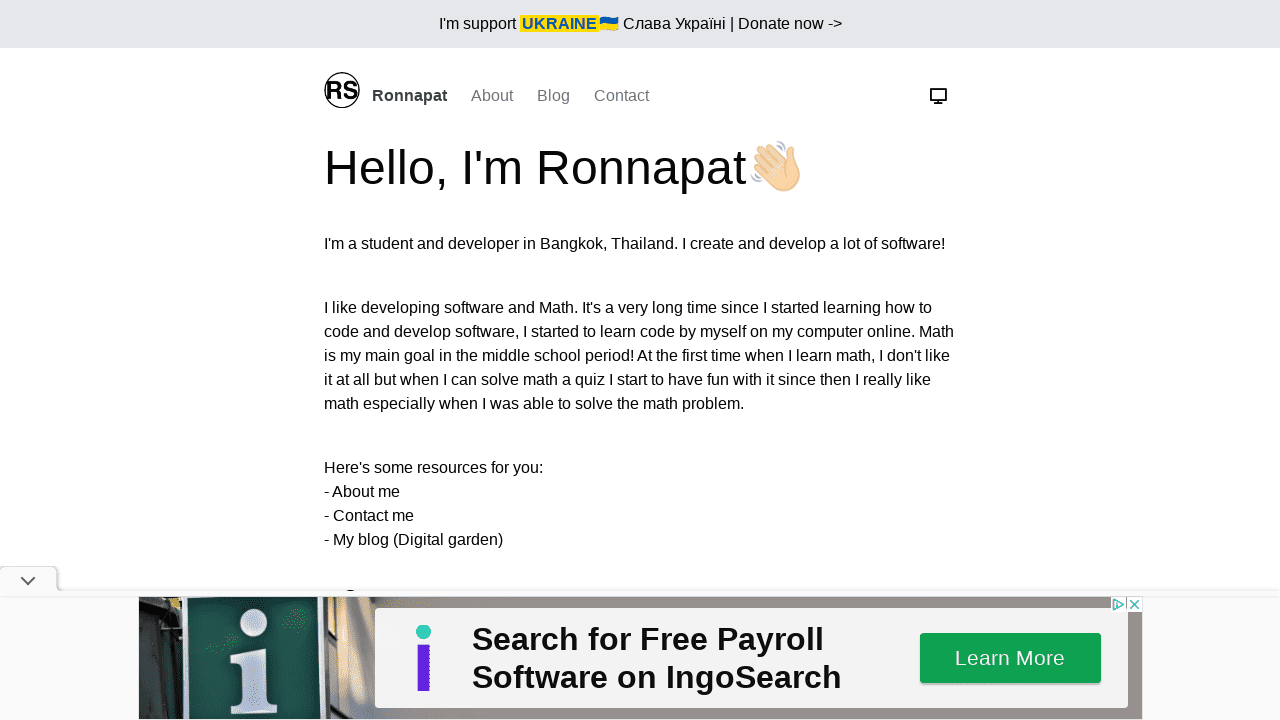 I'm support UKRAINE🇺🇦 Слава Україні | Donate now ->
RS Ronnapat About Blog Contact
Hello, I'm Ronnapat👋🏼
I'm a student and developer in Bangkok, Thailand. I create and develop a lot of software!
I like developing software and Math. It's a very long time since I started learning how to
code and develop software, I started to learn code by myself on my computer online. Math
is my main goal in the middle school period! At the first time when I learn math, I don't like
it at all but when I can solve math a quiz I start to have fun with it since then I really like
math especially when I was able to solve the math problem.
Here's some resources for you:
- About me
- Contact me
- My blog (Digital garden)
Search for Free Payroll
Software on IngoSearch
Learn More